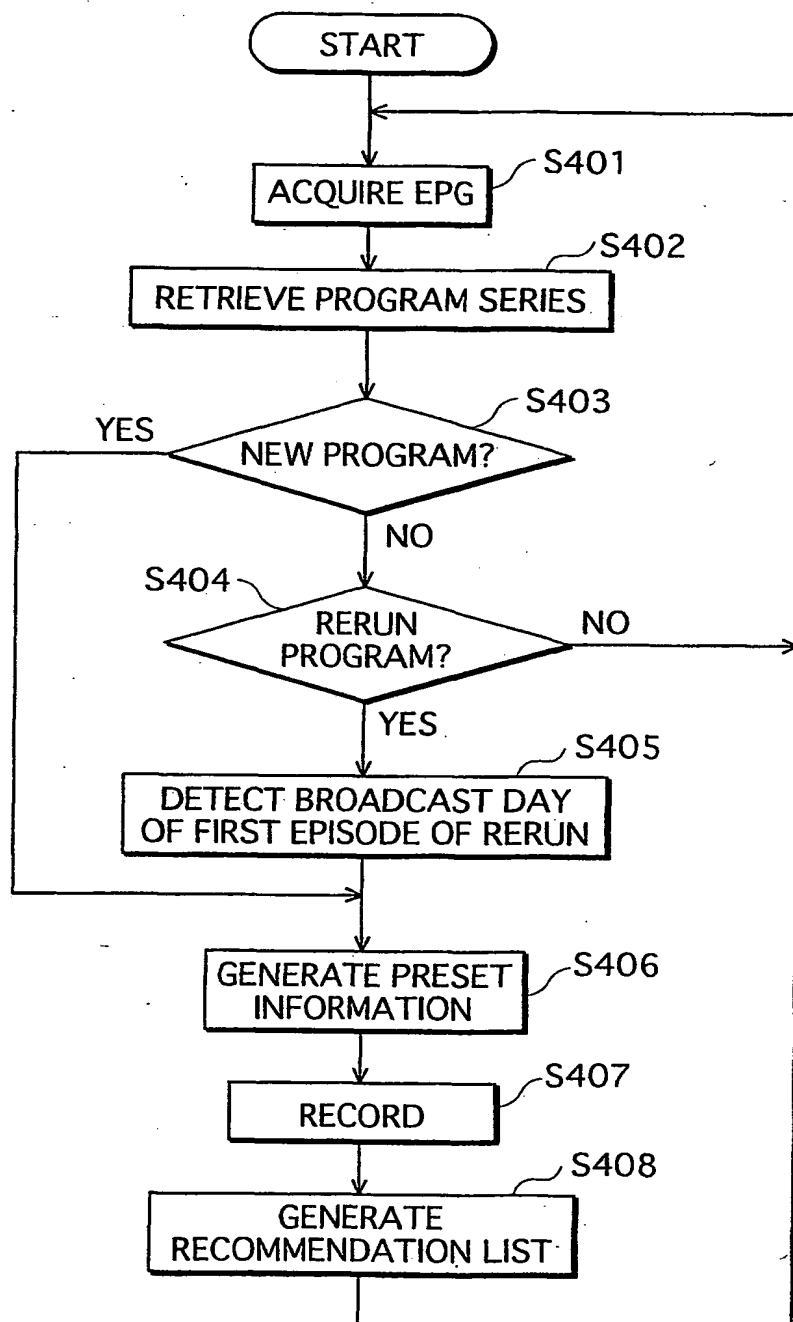 START
S401
ACQUIRE EPG
S402
RETRIEVE PROGRAM SERIES
S403
YES
NEW PROGRAM?
NO
S404
RERUN
PROGRAM?
NO
YES
S405
DETECT BROADCAST DAY
OF FIRST EPISODE OF RERUN
GENERATE PRESET
INFORMATION
S406
S407
RECORD
S408
GENERATE
RECOMMENDATION LIST